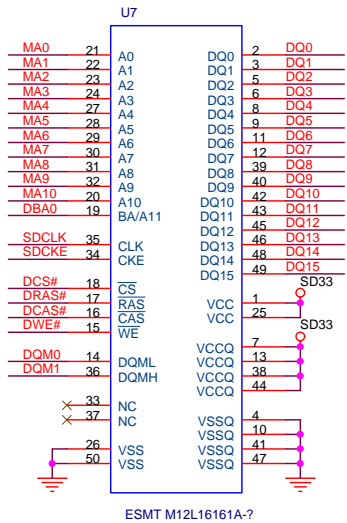 U7
MA0 21 A0 DQ0 2 DQ0
MA1 22 A1 DQ1 3 DQ1
MA2 23 A2 DQ2 5 DQ2
MA3 24 A3 DQ3 6 DQ3
MA4 27 A4 DQ4 8 DQ4
MA5 28 A5 DQ5 9 DQ5
MA6 29 A6 DQ6 11 DQ6
MA7 30 A7 DQ7 12 DQ7
MA8 31 A8 DQ8 39 DQ8
MA9 32 A9 DQ9 40 DQ9
MA10 20 A10 DQ10 42 DQ10
DBA0 19 BA/A11 DQ11 43 DQ11
DQ12 45 DQ12
SDCLK 35 CLK DQ13 46 DQ13
SDCKE 34 CKE DQ14 48 DQ14
DQ15 49 DQ15
DCS# 18 CS SD33
DRAS# 17 RAS VCC 1
DCAS# 16 CAS VCC 25
DWE# 15 WE SD33
VCCQ 7
DQM0 14 DQML VCCQ 13
DQM1 36 DQMH VCCQ 38
VCCQ 44
33 NC
37 NC VSSQ 4
VSSQ 10
26 VSS VSSQ 41
50 VSS VSSQ 47
ESMT M12L16161A-?